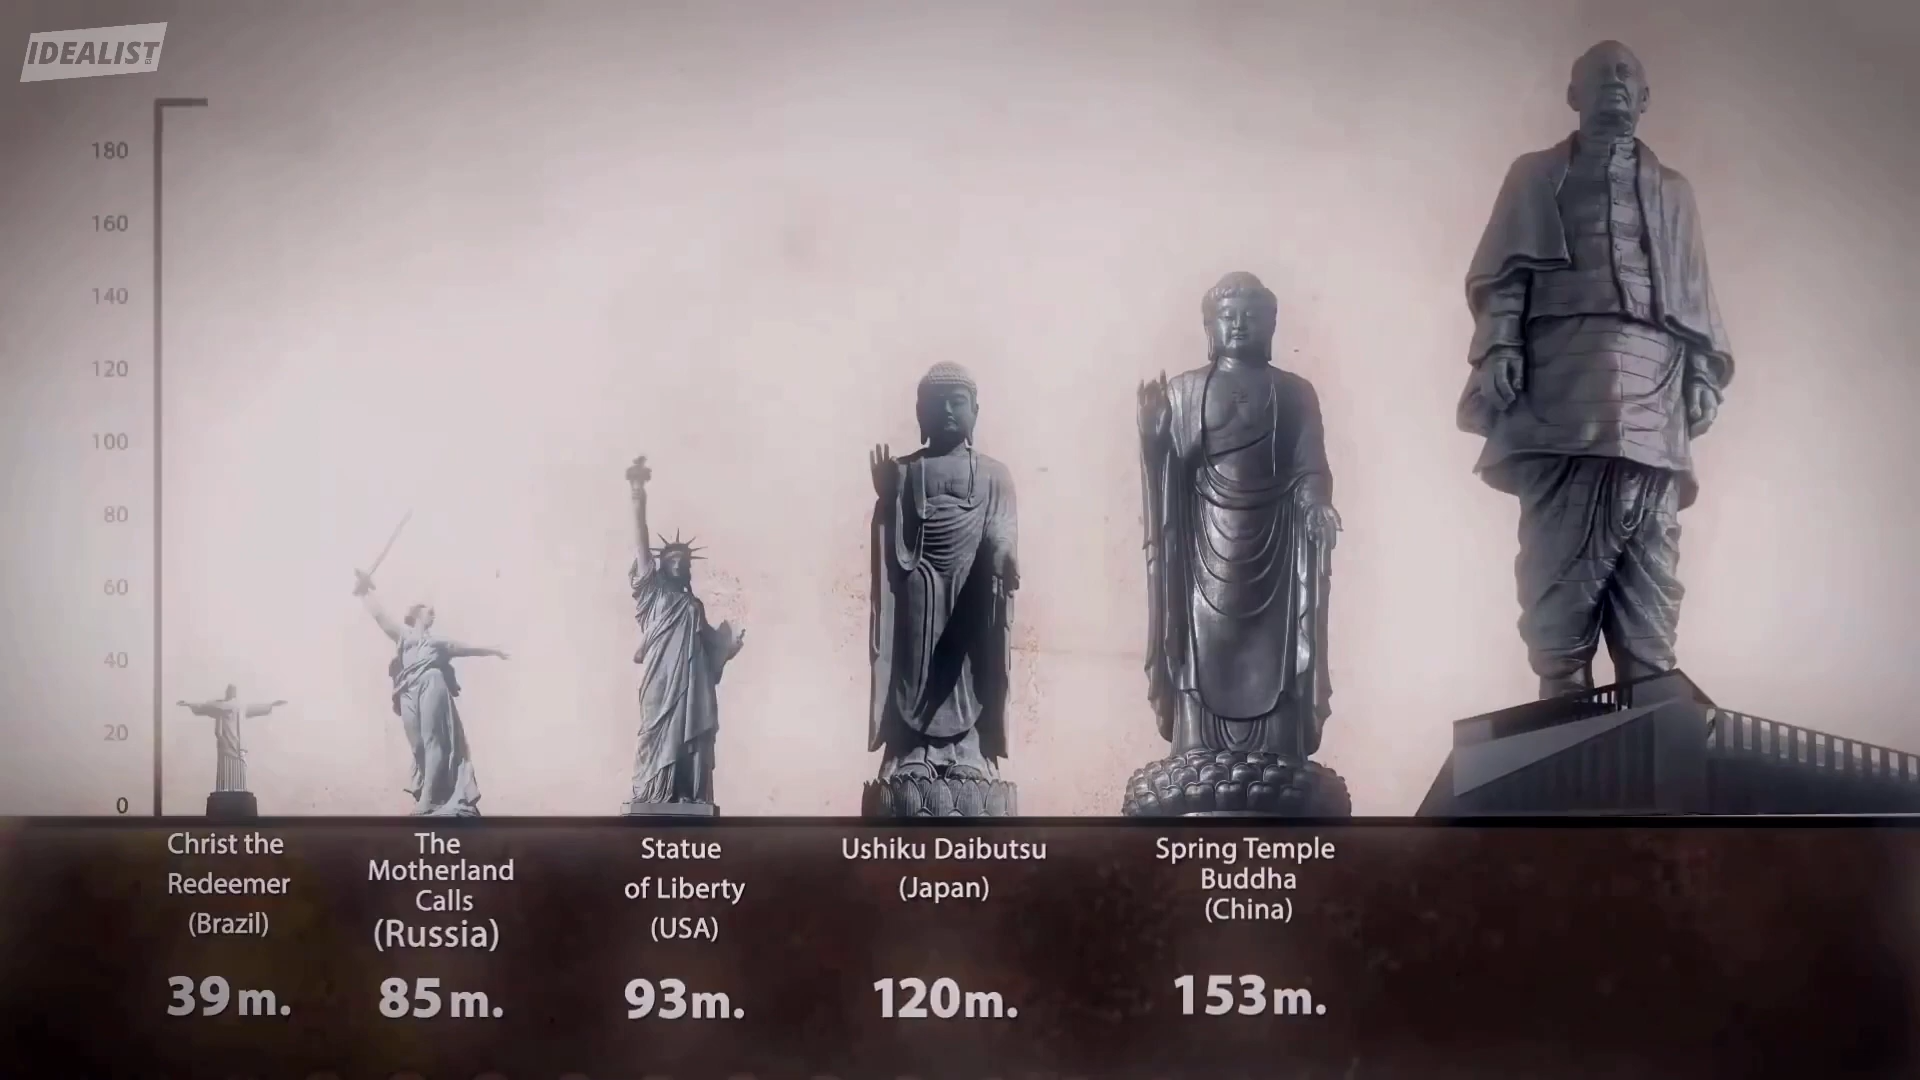 IDEALIST
180
160
140
120
100
80
60
40
20
0
Christ the
Redeemer
(Brazil)
39m.
The
Motherland
Calls
(Russia)
85m.
Statue
of Liberty
(USA)
93m.
Ushiku Daibutsu
(Japan)
120m.
Spring Temple
Buddha
(China)
153m.